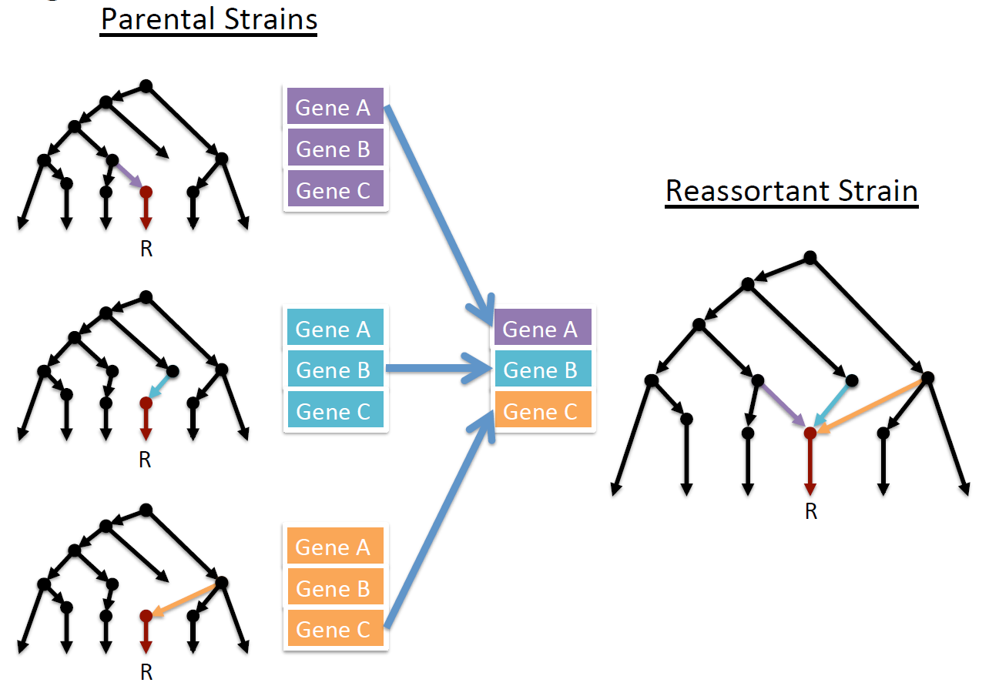 Parental Strains
Gene A
Gene B
Gene C
R
Gene A
Gene B
Gene C
R
Gene A
Gene B
Gene C
R
Reassortant Strain
Gene A
Gene B
Gene C
R